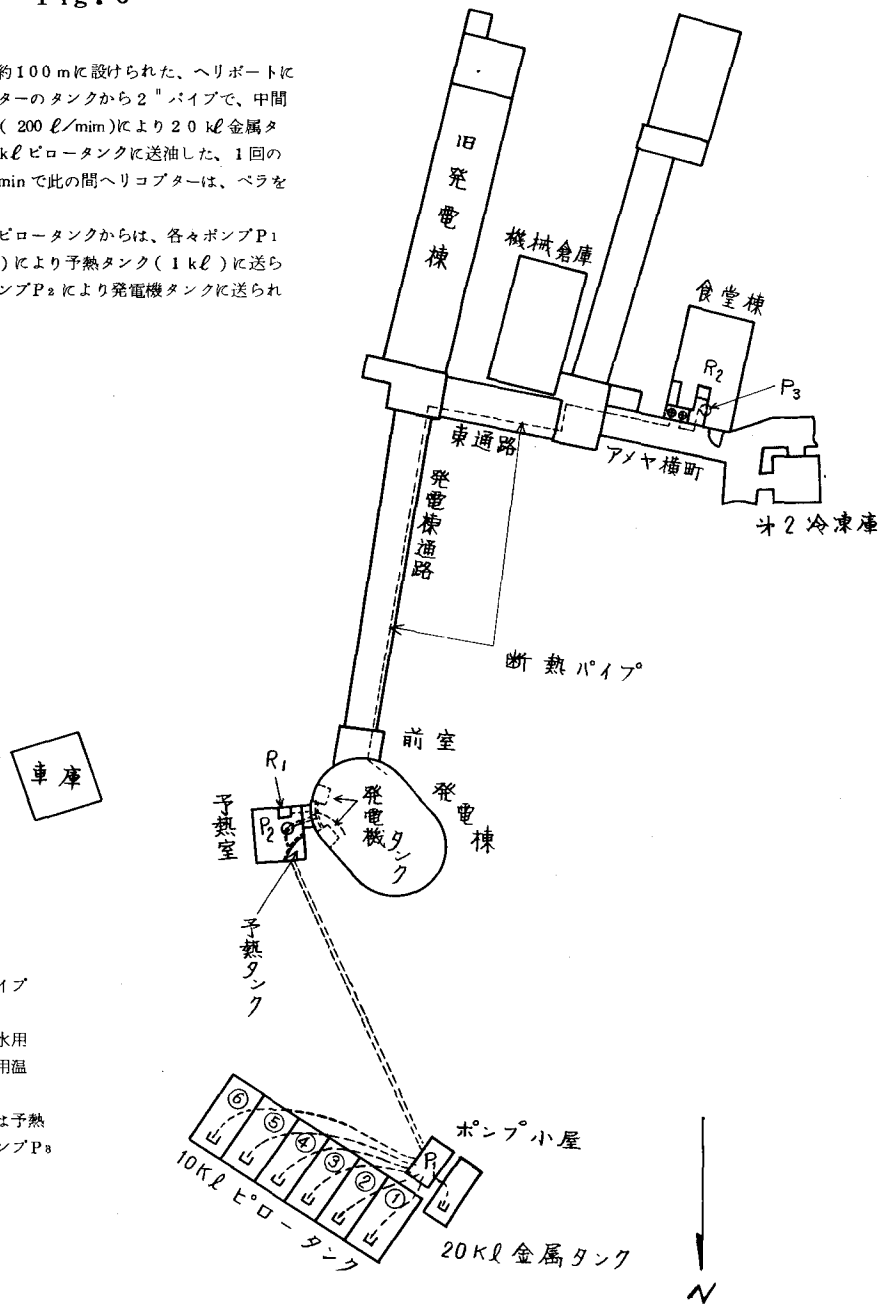 Fig. 6
約100mに設けられた、ヘリポートに
ターのタンクから2"パイプで、中間
(200ℓ/mim)により20kℓ金属タ
kℓピロータンクに送油した、1回の
minで此の間ヘリコプターは、ペラを
ピロータンクからは、各々ポンプP1
)により予熱タンク(1kℓ)に送ら
ンプP2により発電機タンクに送られ
旧発電棟
機械倉庫
食堂棟
R2
P3
東通路
アメヤ横町
才2冷凍庫
発電棟通路
断熱パイプ
前室
車庫
R1
予熱室
P2
発電機タンク
発電棟
予熱タンク
イプ
水用
用温
は予熱
ンプP3
ポンプ小屋
P1
⑥
⑤
④
③
②
①
10Kℓ ピロータンク
20Kℓ 金属タンク
N